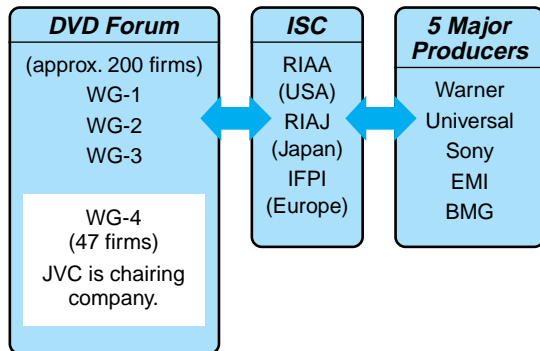 DVD Forum
(approx. 200 firms)
WG-1
WG-2
WG-3
WG-4
(47 firms)
JVC is chairing
company.
ISC
RIAA
(USA)
RIAJ
(Japan)
IFPI
(Europe)
5 Major
Producers
Warner
Universal
Sony
EMI
BMG